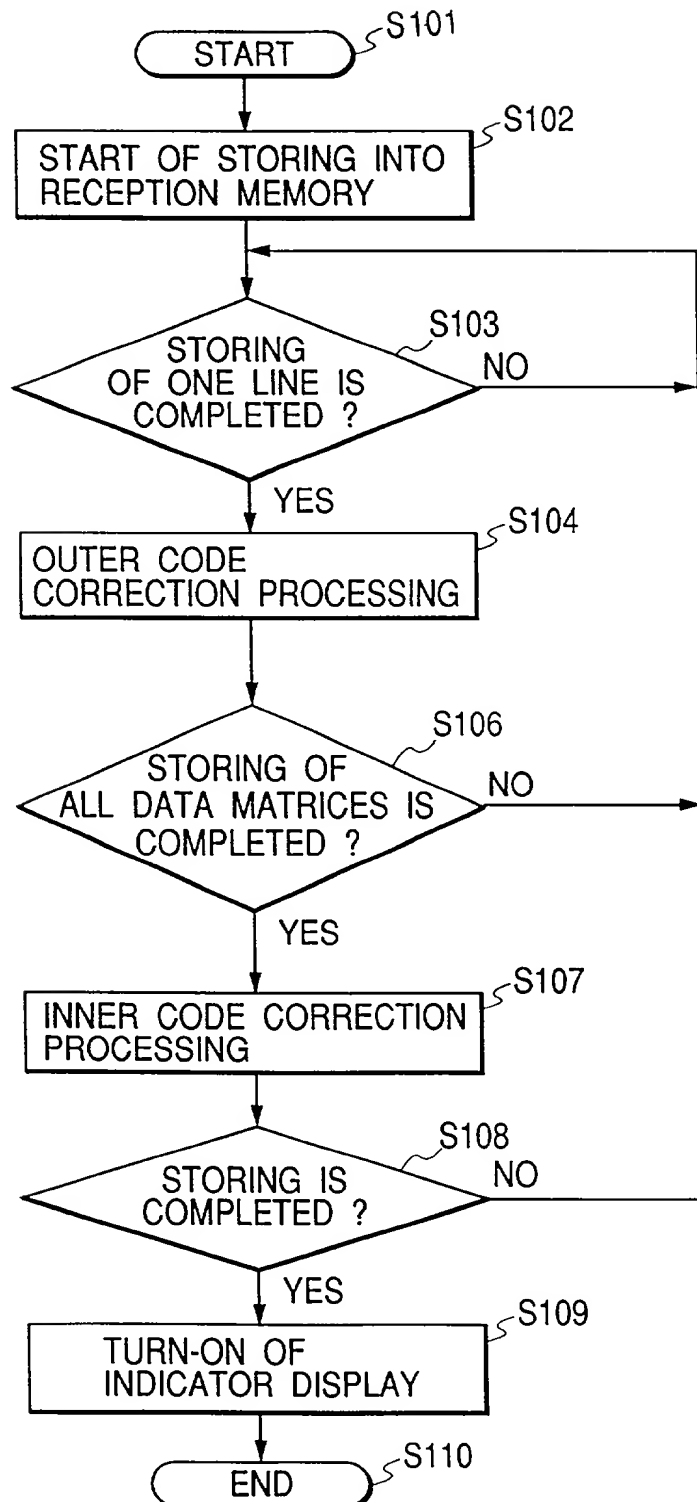 START
S101
S102
START OF STORING INTO
RECEPTION MEMORY
S103
STORING
OF ONE LINE IS
COMPLETED ?
NO
YES
S104
OUTER CODE
CORRECTION PROCESSING
S106
STORING OF
ALL DATA MATRICES IS
COMPLETED ?
NO
YES
S107
INNER CODE CORRECTION
PROCESSING
S108
STORING IS
COMPLETED ?
NO
YES
S109
TURN-ON OF
INDICATOR DISPLAY
S110
END